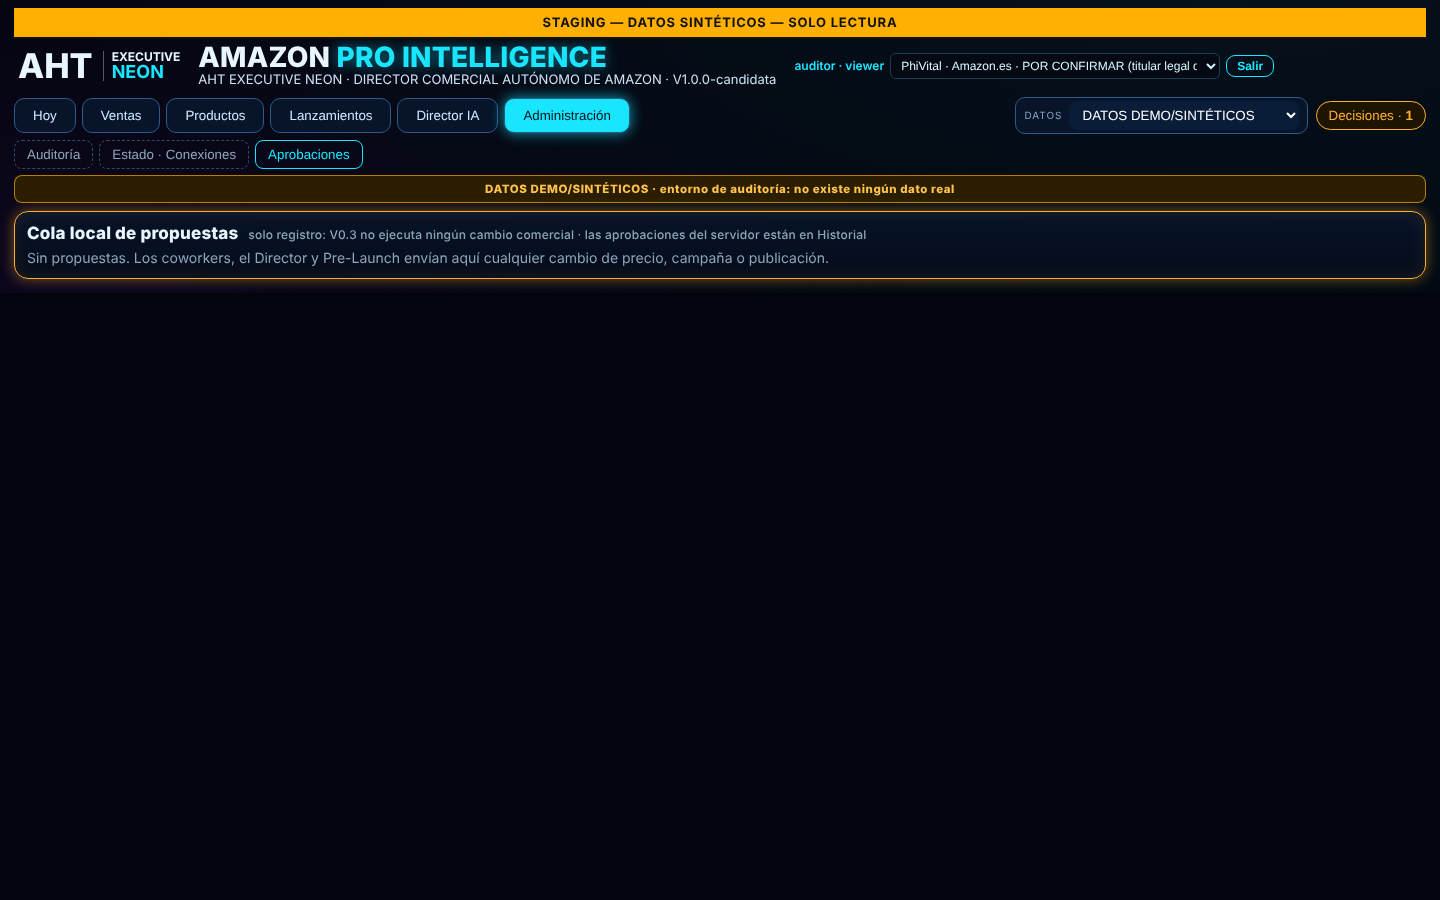 STAGING — DATOS SINTÉTICOS — SOLO LECTURA
AHT EXECUTIVE NEON
AMAZON PRO INTELLIGENCE
AHT EXECUTIVE NEON · DIRECTOR COMERCIAL AUTÓNOMO DE AMAZON · V1.0.0-candidata
auditor · viewer PhiVital · Amazon.es · POR CONFIRMAR (titular legal Salir
Hoy Ventas Productos Lanzamientos Director IA Administración DATOS DATOS DEMO/SINTÉTICOS Decisiones · 1
Auditoría Estado · Conexiones Aprobaciones
DATOS DEMO/SINTÉTICOS · entorno de auditoría: no existe ningún dato real
Cola local de propuestas solo registro: V0.3 no ejecuta ningún cambio comercial · las aprobaciones del servidor están en Historial
Sin propuestas. Los coworkers, el Director y Pre-Launch envían aquí cualquier cambio de precio, campaña o publicación.